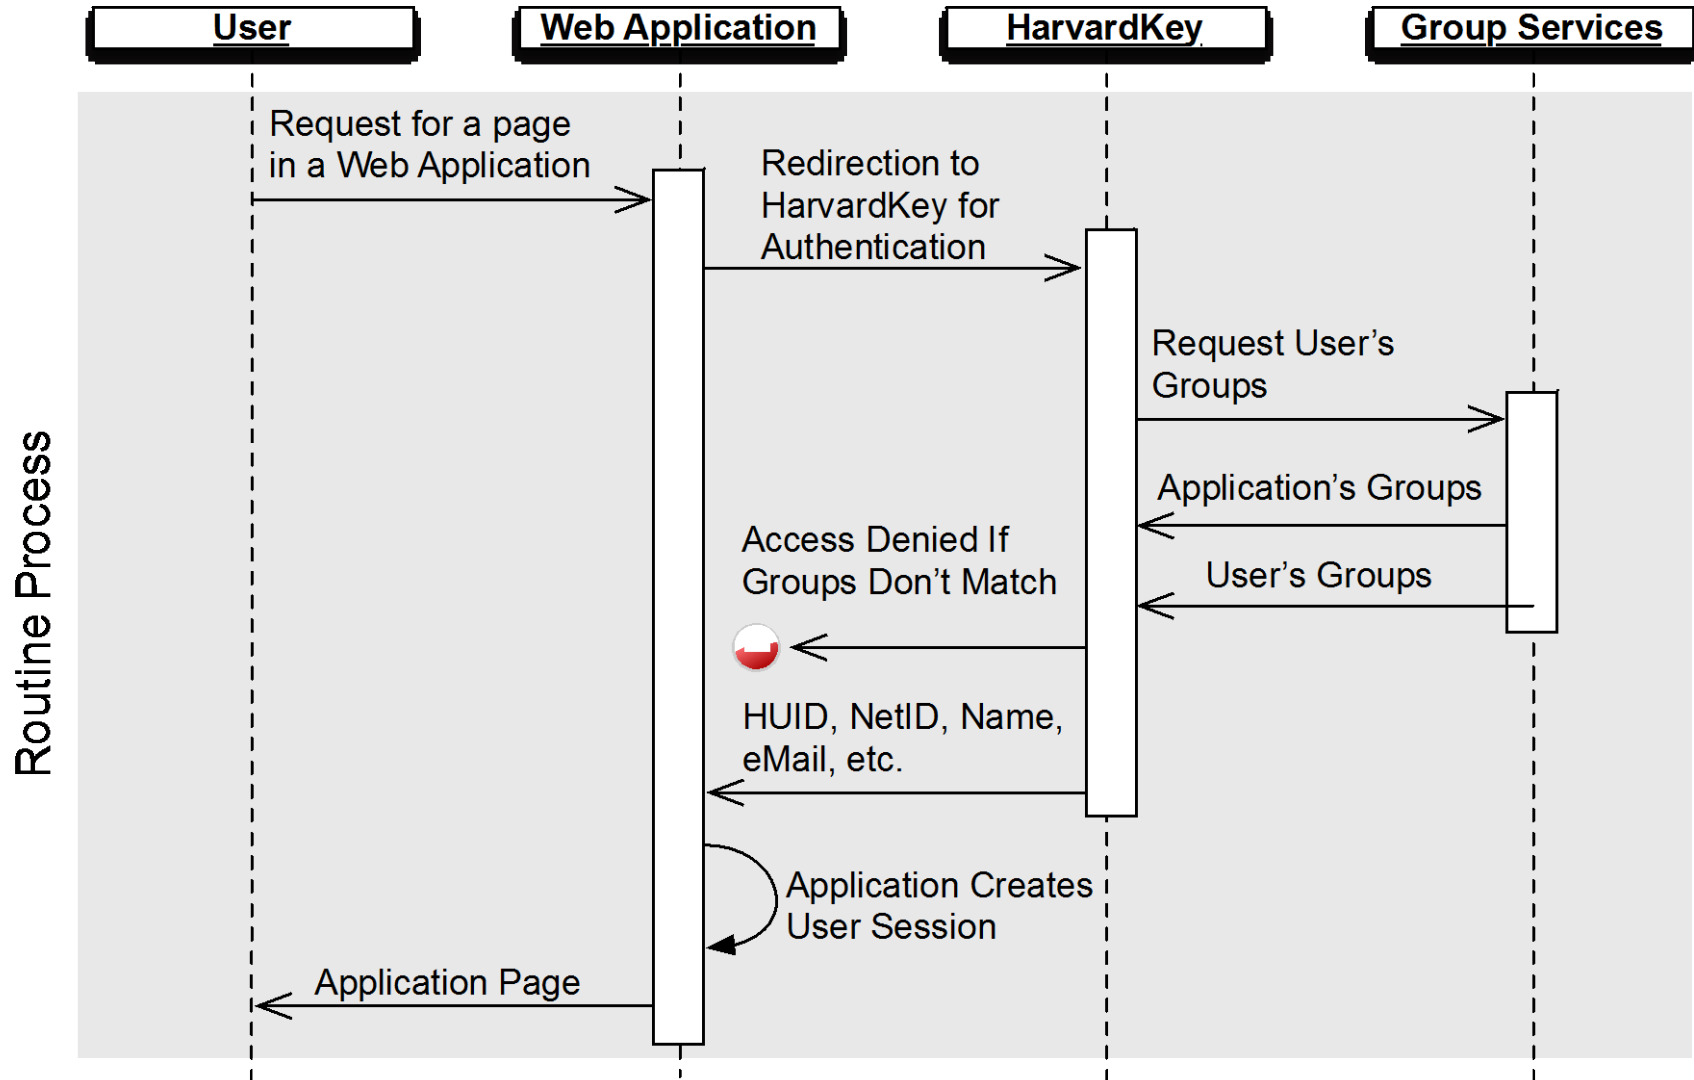 User
Web Application
HarvardKey
Group Services
Routine Process
Request for a page
in a Web Application
Redirection to
HarvardKey for
Authentication
Request User’s
Groups
Application’s Groups
User’s Groups
Access Denied If
Groups Don’t Match
HUID, NetID, Name,
eMail, etc.
Application Creates
User Session
Application Page